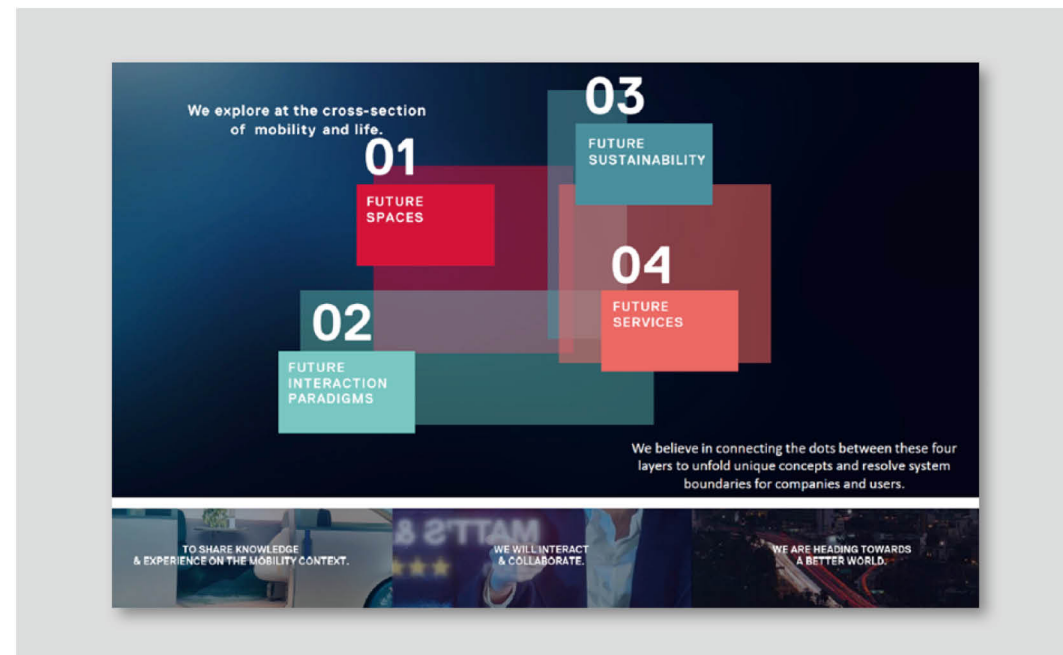 We explore at the cross-section
of mobility and life.
01
FUTURE
SPACES
02
FUTURE
INTERACTION
PARADIGMS
03
FUTURE
SUSTAINABILITY
04
FUTURE
SERVICES
We believe in connecting the dots between these four
layers to unfold unique concepts and resolve system
boundaries for companies and users.
TO SHARE KNOWLEDGE
& EXPERIENCE ON THE MOBILITY CONTEXT.
MATT'S &
WE WILL INTERACT
& COLLABORATE.
WE ARE HEADING TOWARDS
A BETTER WORLD.